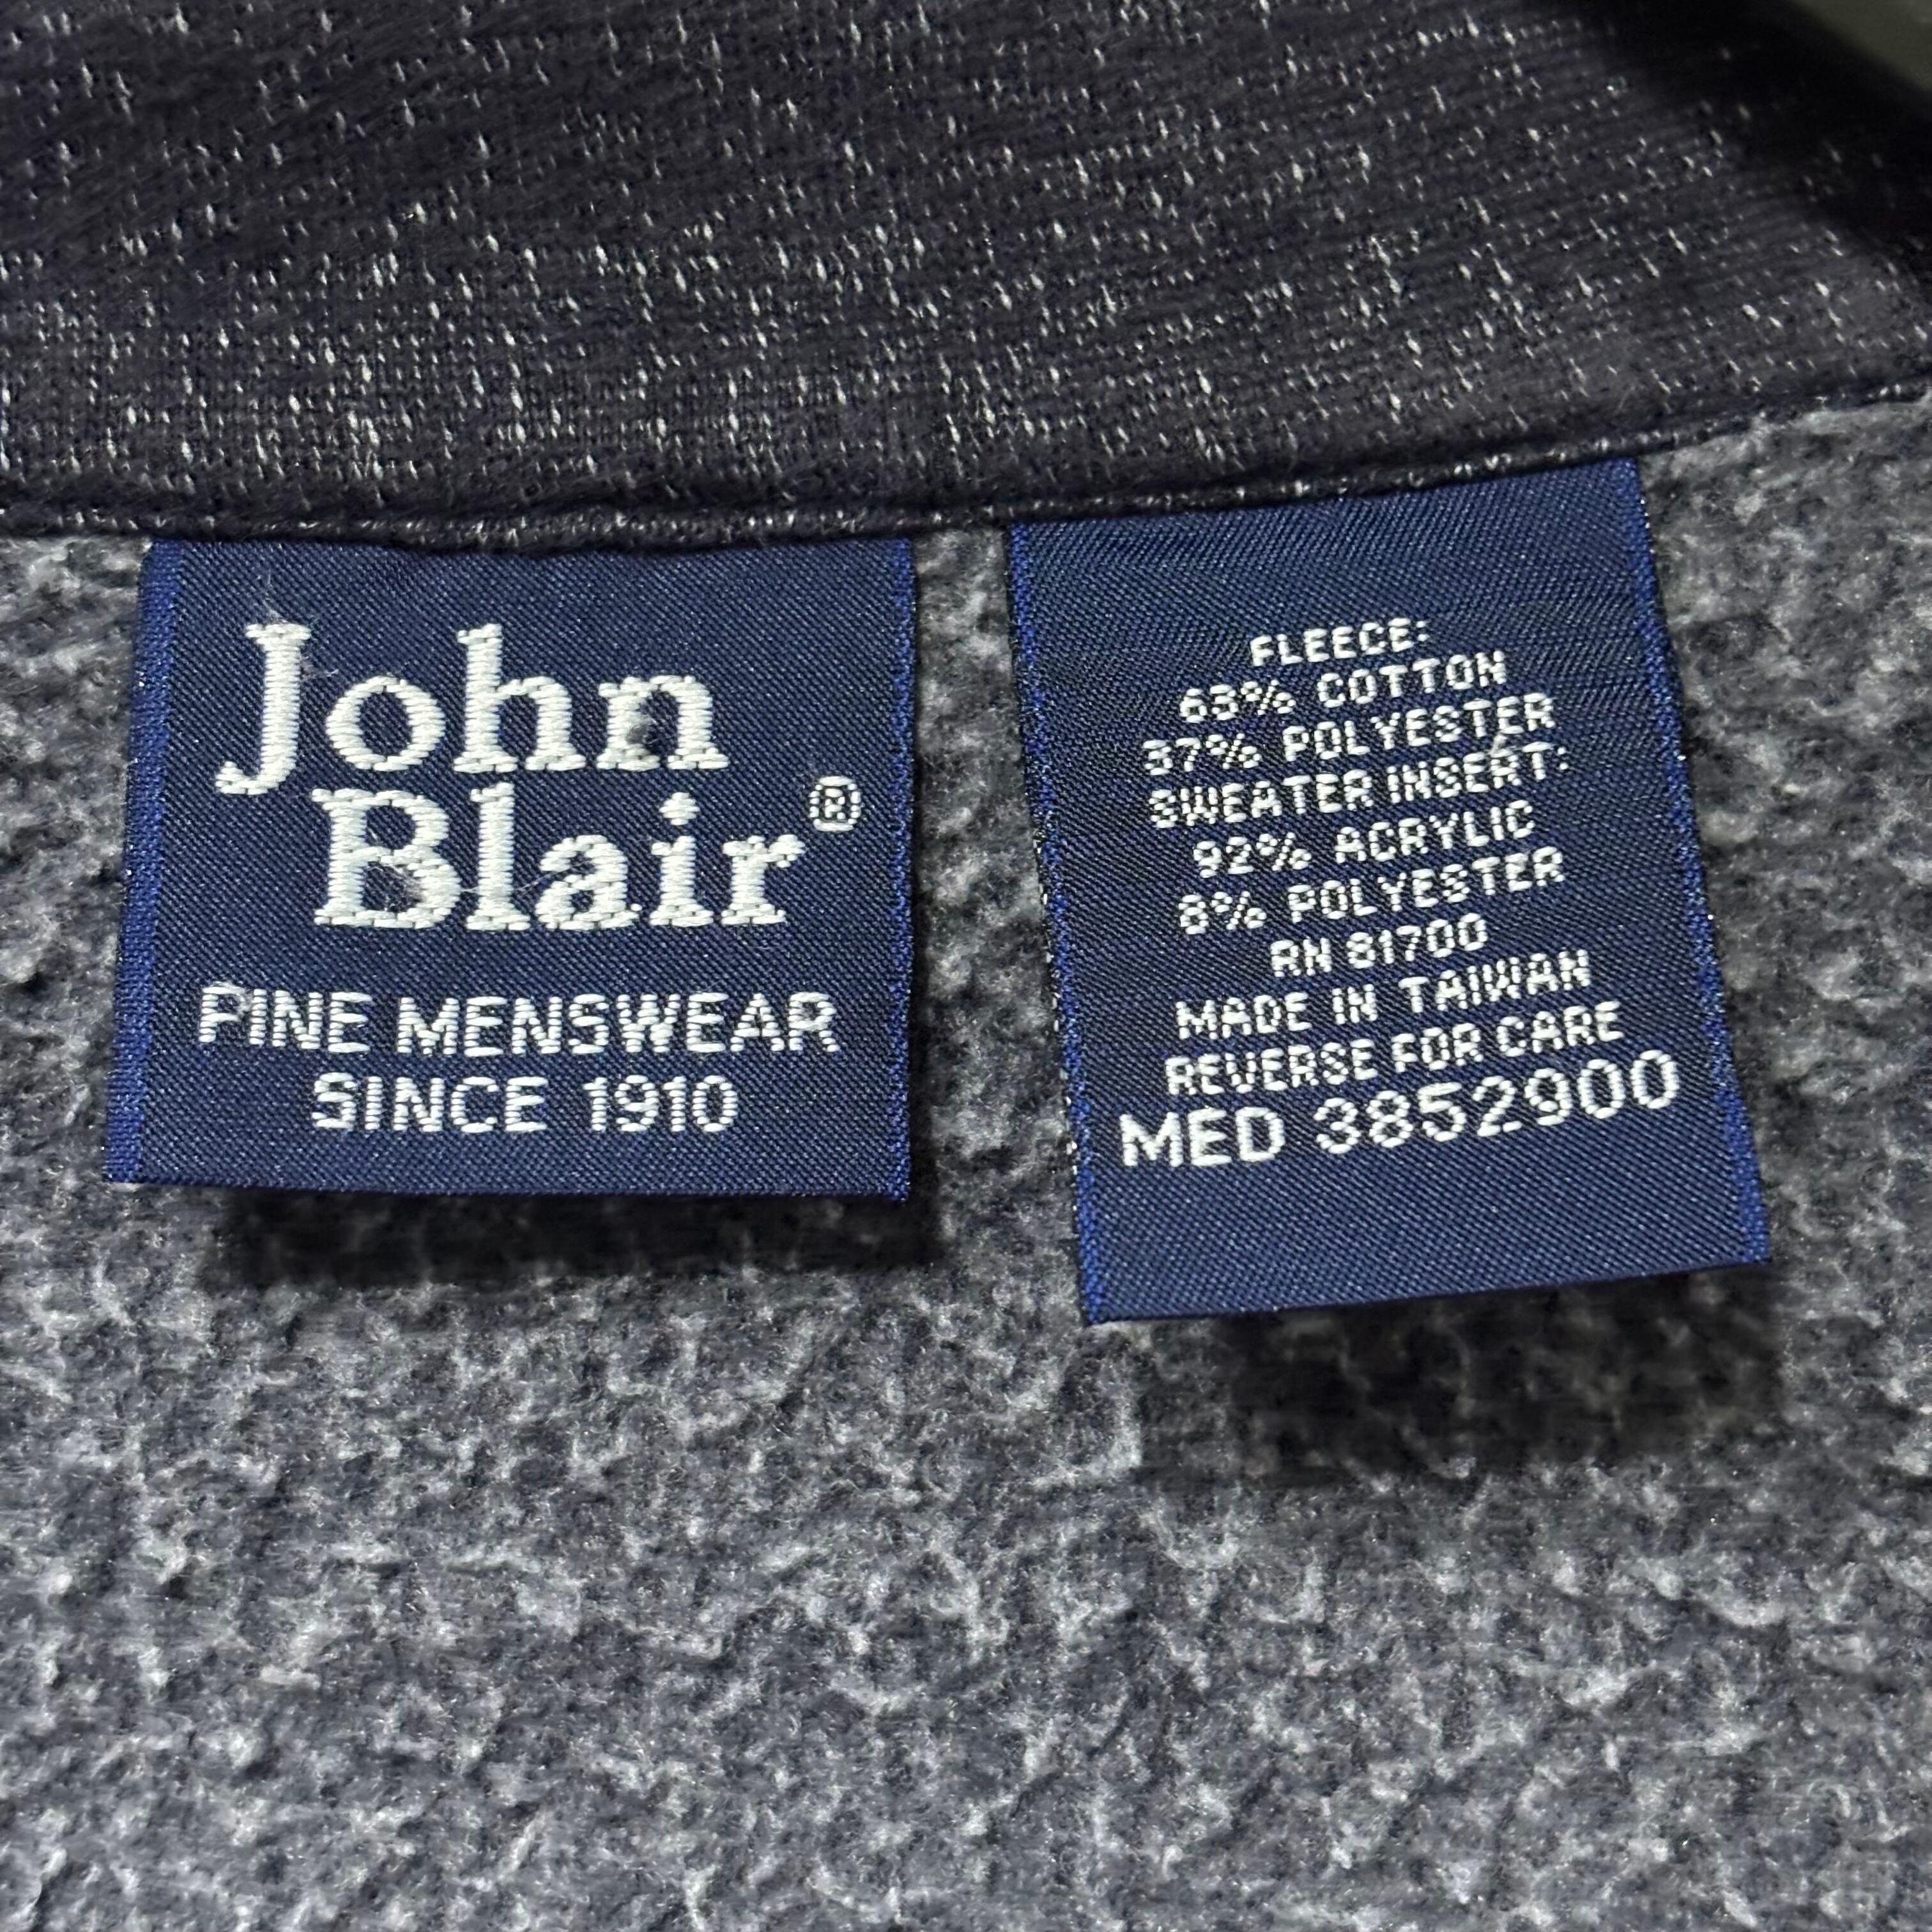 John
Blair®
FINE MENSWEAR
SINCE 1910
FLEECE:
63% COTTON
37% POLYESTER
SWEATER INSERT:
92% ACRYLIC
8% POLYESTER
RN 81700
MADE IN TAIWAN
REVERSE FOR CARE
MED 3852900